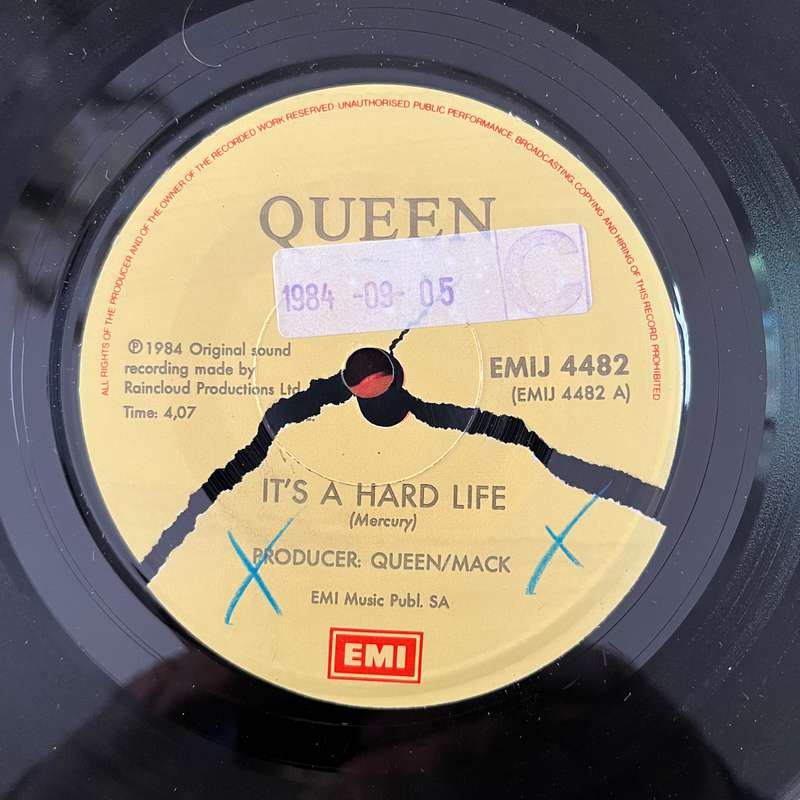 ALL RIGHTS OF THE PRODUCER AND OF THE OWNER OF THE RECORDED WORK RESERVED UNAUTHORISED PUBLIC PERFORMANCE, BROADCASTING, COPYING AND HIRING OF THIS RECORD PROHIBITED
QUEEN
1984 -09- 05 C
℗ 1984 Original sound
recording made by
Raincloud Productions Ltd
Time: 4,07
EMIJ 4482
(EMIJ 4482 A)
IT'S A HARD LIFE
(Mercury)
PRODUCER: QUEEN/MACK
EMI Music Publ. SA
EMI